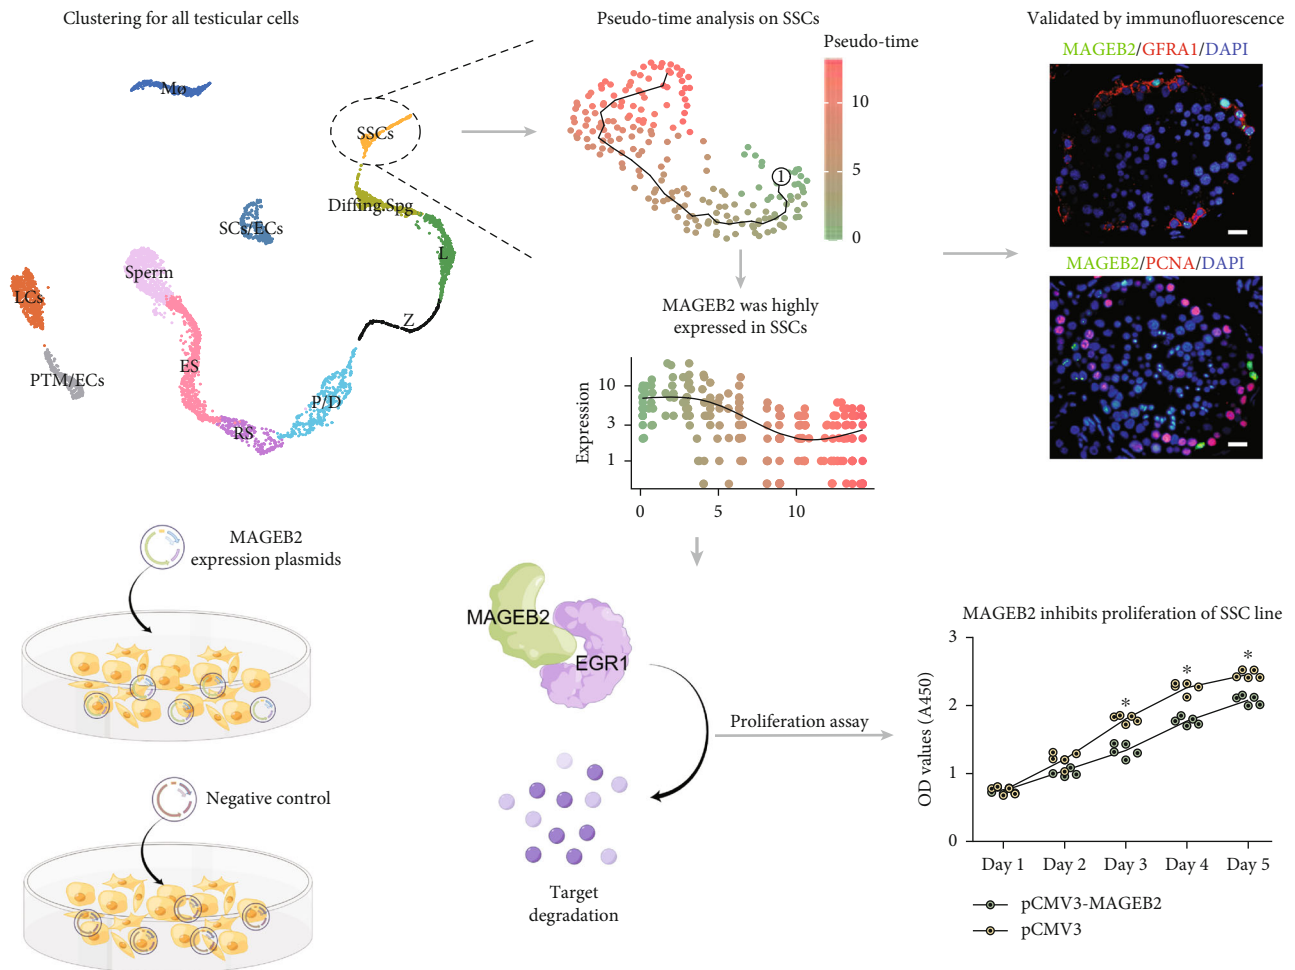 Clustering for all testicular cells
Mø
SSCs
Diffing.Spg
SCs/ECs
L
Sperm
LCs
Z
PTM/ECs
ES
P/D
RS
Pseudo-time analysis on SSCs
Pseudo-time
10
5
0
1
MAGEB2 was highly
expressed in SSCs
Expression
10
3
1
0
5
10
Validated by immunofluorescence
MAGEB2/GFRA1/DAPI
MAGEB2/PCNA/DAPI
MAGEB2
expression plasmids
Negative control
MAGEB2
EGR1
Target
degradation
Proliferation assay
MAGEB2 inhibits proliferation of SSC line
OD values (A450)
3
2
1
0
*
*
*
Day 1
Day 2
Day 3
Day 4
Day 5
pCMV3-MAGEB2
pCMV3